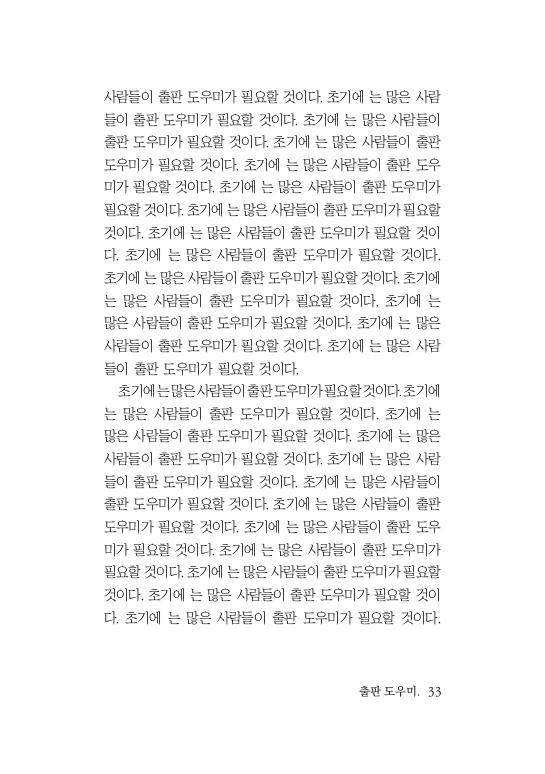 사람들이 출판 도우미가 필요할 것이다. 초기에 는 많은 사람
들이 출판 도우미가 필요할 것이다. 초기에 는 많은 사람들이
출판 도우미가 필요할 것이다. 초기에 는 많은 사람들이 출판
도우미가 필요할 것이다. 초기에 는 많은 사람들이 출판 도우
미가 필요할 것이다. 초기에 는 많은 사람들이 출판 도우미가
필요할 것이다. 초기에 는 많은 사람들이 출판 도우미가 필요할
것이다. 초기에 는 많은 사람들이 출판 도우미가 필요할 것이
다. 초기에 는 많은 사람들이 출판 도우미가 필요할 것이다.
초기에 는 많은 사람들이 출판 도우미가 필요할 것이다. 초기에
는 많은 사람들이 출판 도우미가 필요할 것이다. 초기에 는
많은 사람들이 출판 도우미가 필요할 것이다. 초기에 는 많은
사람들이 출판 도우미가 필요할 것이다. 초기에 는 많은 사람
들이 출판 도우미가 필요할 것이다.
초기에 는 많은 사람들이 출판 도우미가 필요할 것이다. 초기에
는 많은 사람들이 출판 도우미가 필요할 것이다. 초기에 는
많은 사람들이 출판 도우미가 필요할 것이다. 초기에 는 많은
사람들이 출판 도우미가 필요할 것이다. 초기에 는 많은 사람
들이 출판 도우미가 필요할 것이다. 초기에 는 많은 사람들이
출판 도우미가 필요할 것이다. 초기에 는 많은 사람들이 출판
도우미가 필요할 것이다. 초기에 는 많은 사람들이 출판 도우
미가 필요할 것이다. 초기에 는 많은 사람들이 출판 도우미가
필요할 것이다. 초기에 는 많은 사람들이 출판 도우미가 필요할
것이다. 초기에 는 많은 사람들이 출판 도우미가 필요할 것이
다. 초기에 는 많은 사람들이 출판 도우미가 필요할 것이다.
출판 도우미. 33